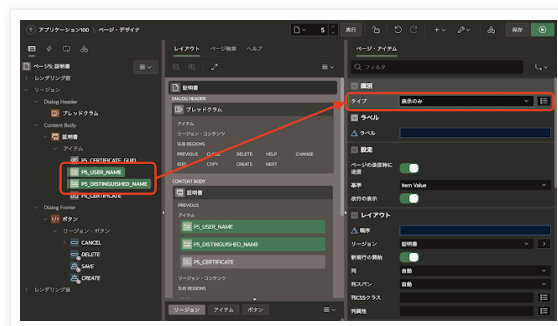 アプリケーション100 \ ページ・デザイナ
5
実行
保存
ページ5: 証明書
レンダリング前
リージョン
Dialog Header
ブレッドクラム
Content Body
証明書
アイテム
P5_CERTIFICATE_GUID
P5_USER_NAME
P5_DISTINGUISHED_NAME
P5_CERTIFICATE
Dialog Footer
ボタン
リージョン・ボタン
CANCEL
DELETE
SAVE
CREATE
レンダリング後
レイアウト ページ検索 ヘルプ
証明書
DIALOG HEADER
ブレッドクラム
アイテム
リージョン・コンテンツ
SUB REGIONS
PREVIOUS CLOSE DELETE HELP CHANGE
EDIT COPY CREATE NEXT
CONTENT BODY
証明書
PREVIOUS
アイテム
P5_USER_NAME
P5_DISTINGUISHED_NAME
P5_CERTIFICATE
リージョン・コンテンツ
SUB REGIONS
リージョン アイテム ボタン
ページ・アイテム
フィルタ
識別
タイプ 表示のみ
ラベル
ラベル
設定
ページの送信時に送信
基準 Item Value
改行の表示
レイアウト
順序
リージョン 証明書
新規行の開始
列 自動
列スパン 自動
列CSSクラス
列属性